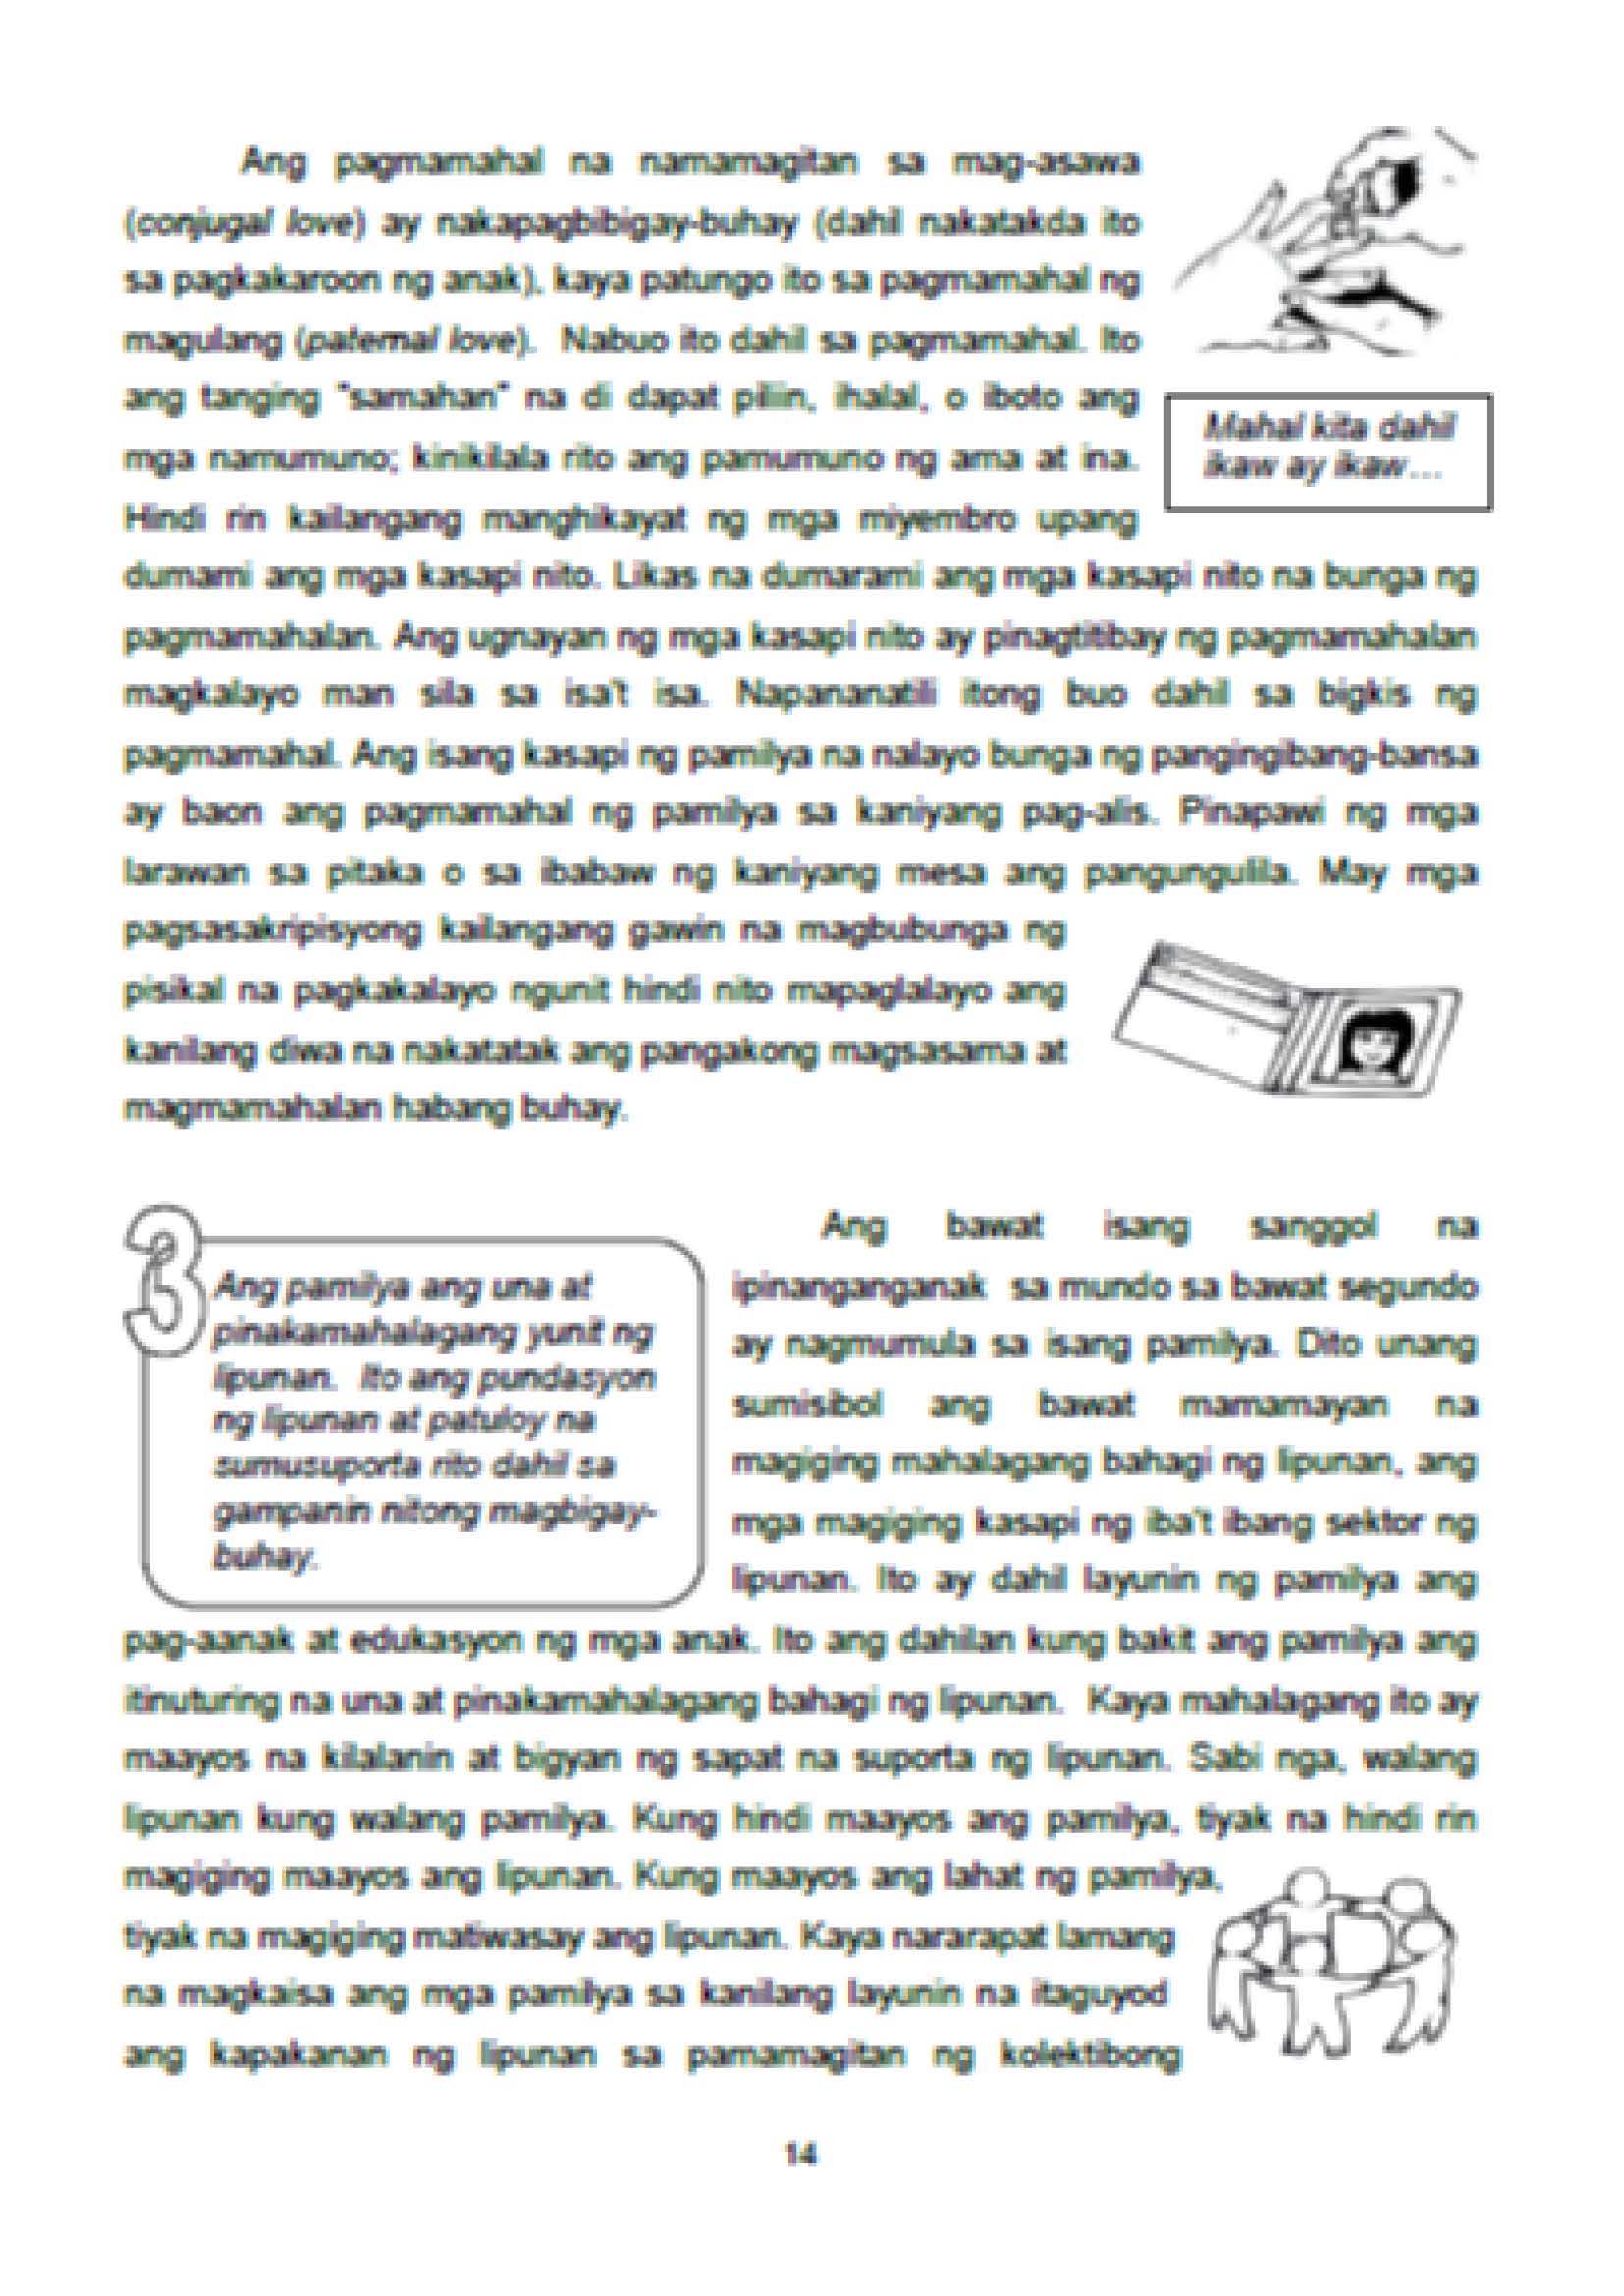 Ang pagmamahal na namamagitan sa mag-asawa
(conjugal love) ay nakapagbibigay-buhay (dahil nakatakda ito
sa pagkakaroon ng anak), kaya patungo ito sa pagmamahal ng
magulang (paternal love). Nabuo ito dahil sa pagmamahal. Ito
ang tanging "samahan" na di dapat piliin, ihalal, o iboto ang
mga namumuno; kinikilala rito ang pamumuno ng ama at ina.
Hindi rin kailangang manghikayat ng mga miyembro upang
dumami ang mga kasapi nito. Likas na dumarami ang mga kasapi nito na bunga ng
pagmamahalan. Ang ugnayan ng mga kasapi nito ay pinagtitibay ng pagmamahalan
magkalayo man sila sa isa't isa. Napananatili itong buo dahil sa bigkis ng
pagmamahal. Ang isang kasapi ng pamilya na nalayo bunga ng pangingibang-bansa
ay baon ang pagmamahal ng pamilya sa kaniyang pag-alis. Pinapawi ng mga
larawan sa pitaka o sa ibabaw ng kaniyang mesa ang pangungulila. May mga
pagsasakripisyong kailangang gawin na magbubunga ng
pisikal na pagkakalayo ngunit hindi nito mapaglalayo ang
kanilang diwa na nakatatak ang pangakong magsasama at
magmamahalan habang buhay.
Mahal kita dahil
ikaw ay ikaw…
3
Ang pamilya ang una at
pinakamahalagang yunit ng
lipunan. Ito ang pundasyon
ng lipunan at patuloy na
sumusuporta rito dahil sa
gampanin nitong magbigay-
buhay.
Ang bawat isang sanggol na
ipinanganganak sa mundo sa bawat segundo
ay nagmumula sa isang pamilya. Dito unang
sumisibol ang bawat mamamayan na
magiging mahalagang bahagi ng lipunan, ang
mga magiging kasapi ng iba't ibang sektor ng
lipunan. Ito ay dahil layunin ng pamilya ang
pag-aanak at edukasyon ng mga anak. Ito ang dahilan kung bakit ang pamilya ang
itinuturing na una at pinakamahalagang bahagi ng lipunan. Kaya mahalagang ito ay
maayos na kilalanin at bigyan ng sapat na suporta ng lipunan. Sabi nga, walang
lipunan kung walang pamilya. Kung hindi maayos ang pamilya, tiyak na hindi rin
magiging maayos ang lipunan. Kung maayos ang lahat ng pamilya,
tiyak na magiging matiwasay ang lipunan. Kaya nararapat lamang
na magkaisa ang mga pamilya sa kanilang layunin na itaguyod
ang kapakanan ng lipunan sa pamamagitan ng kolektibong
14